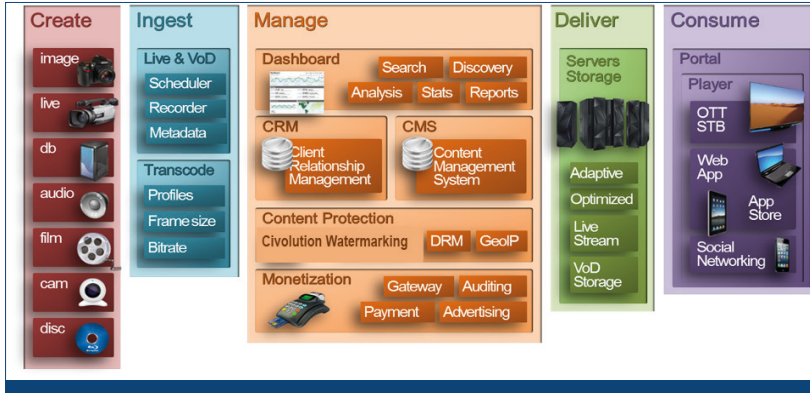 Create
image
live
db
audio
film
cam
disc
Ingest
Live & VoD
Scheduler
Recorder
Metadata
Transcode
Profiles
Frame size
Bitrate
Manage
Dashboard
Search
Discovery
Analysis
Stats
Reports
CRM
Client
Relationship
Management
CMS
Content
Management
System
Content Protection
Civolution Watermarking
DRM
GeoIP
Monetization
Gateway
Auditing
Payment
Advertising
Deliver
Servers
Storage
Adaptive
Optimized
Live
Stream
VoD
Storage
Consume
Portal
Player
OTT
STB
Web
App
App
Store
Social
Networking